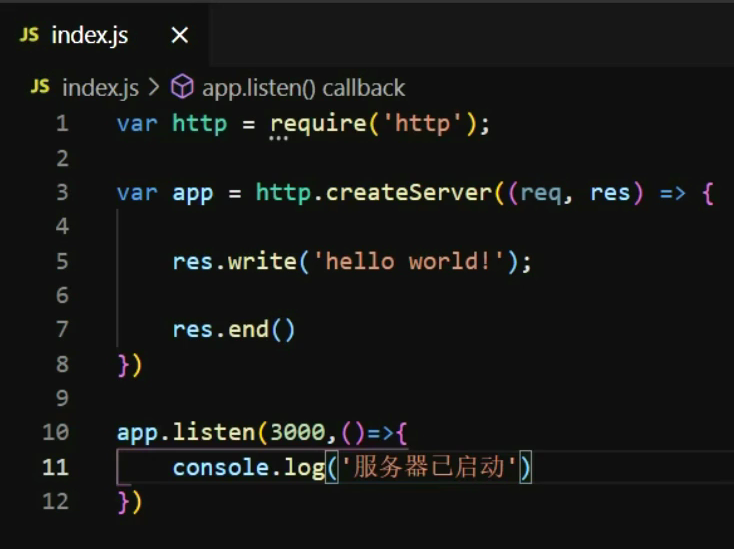 JS index.js ×
JS index.js > app.listen() callback
1 var http = require('http');
2
3 var app = http.createServer((req, res) => {
4
5 res.write('hello world!');
6
7 res.end()
8 })
9
10 app.listen(3000,()=>{
11 console.log('服务器已启动')
12 })